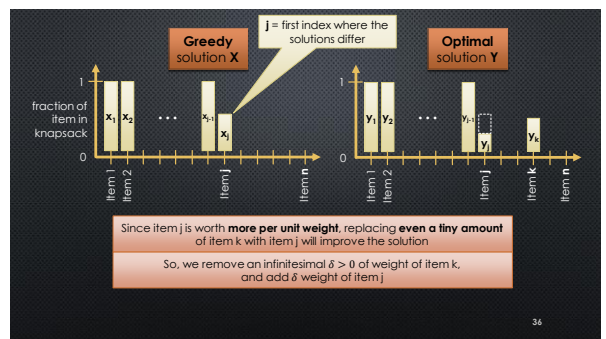 j = first index where the
solutions differ
Greedy
solution X
Optimal
solution Y
1
fraction of
item in
knapsack
0
x1
x2
...
xj-1
xj
Item 1
Item 2
Item j
Item n
1
0
y1
y2
...
yj-1
yj
yk
Item 1
Item 2
Item j
Item k
Item n
Since item j is worth more per unit weight, replacing even a tiny amount
of item k with item j will improve the solution
So, we remove an infinitesimal δ > 0 of weight of item k,
and add δ weight of item j
36